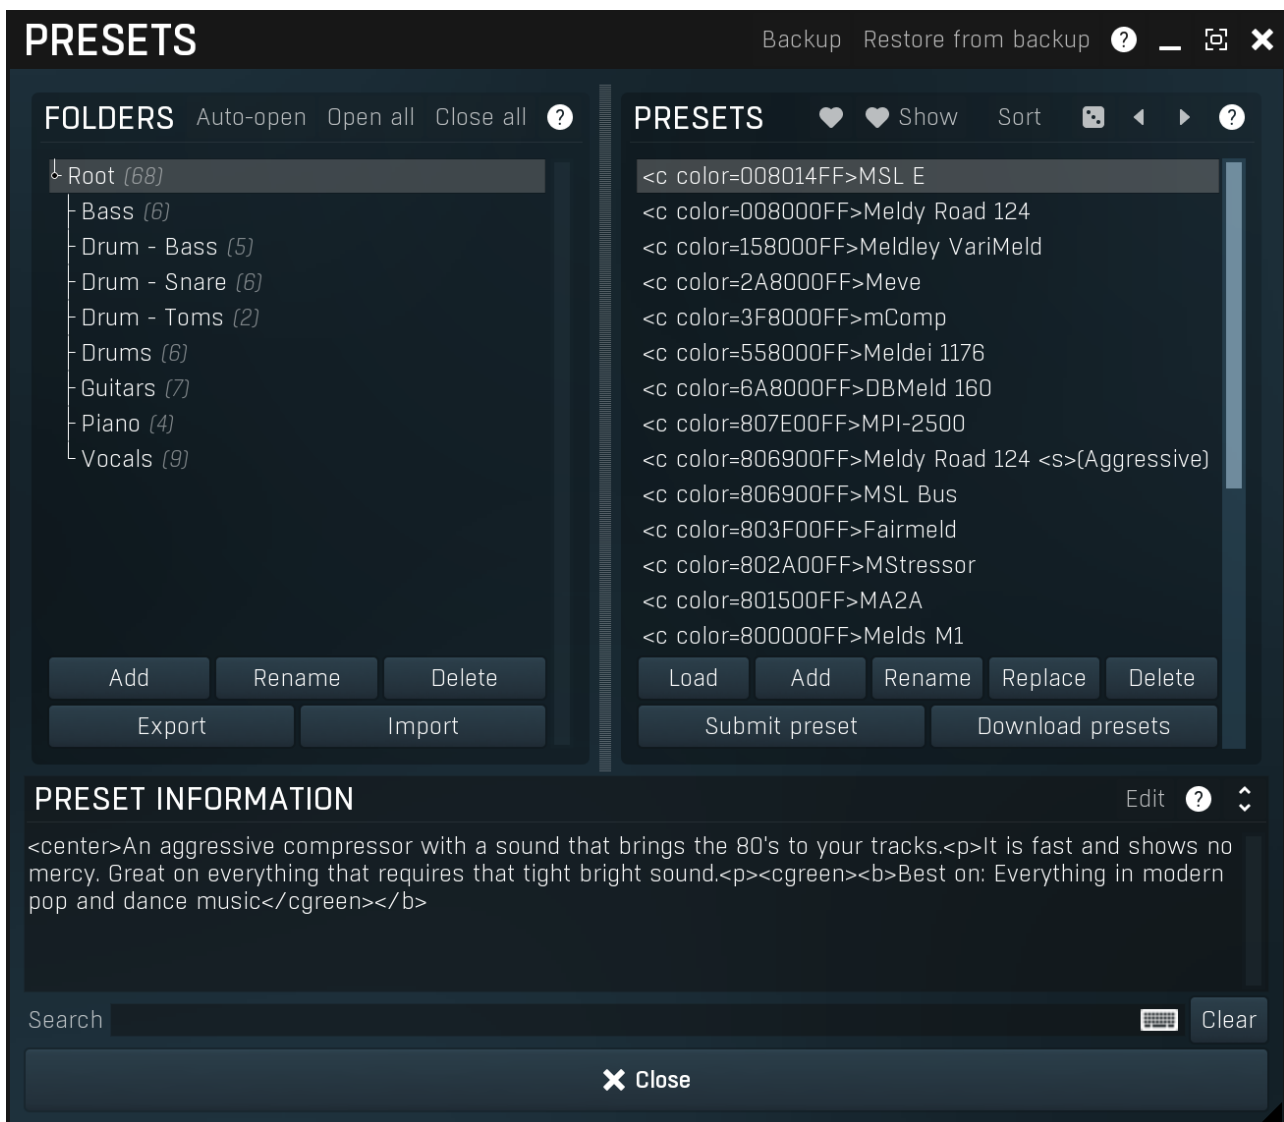 PRESETS Backup Restore from backup ?
FOLDERS Auto-open Open all Close all ?
Root (68)
Bass (6)
Drum - Bass (5)
Drum - Snare (6)
Drum - Toms (2)
Drums (6)
Guitars (7)
Piano (4)
Vocals (9)
Add Rename Delete
Export Import
PRESETS Show Sort ?
<c color=008014FF>MSL E
<c color=008000FF>Meldy Road 124
<c color=158000FF>Meldley VariMeld
<c color=2A8000FF>Meve
<c color=3F8000FF>mComp
<c color=558000FF>Meldei 1176
<c color=6A8000FF>DBMeld 160
<c color=807E00FF>MPI-2500
<c color=806900FF>Meldy Road 124 <s>(Aggressive)
<c color=806900FF>MSL Bus
<c color=803F00FF>Fairmeld
<c color=802A00FF>MStressor
<c color=801500FF>MA2A
<c color=800000FF>Melds M1
Load Add Rename Replace Delete
Submit preset Download presets
PRESET INFORMATION Edit ?
<center>An aggressive compressor with a sound that brings the 80's to your tracks.<p>It is fast and shows no
mercy. Great on everything that requires that tight bright sound.<p><cgreen><b>Best on: Everything in modern
pop and dance music</cgreen></b>
Search Clear
Close